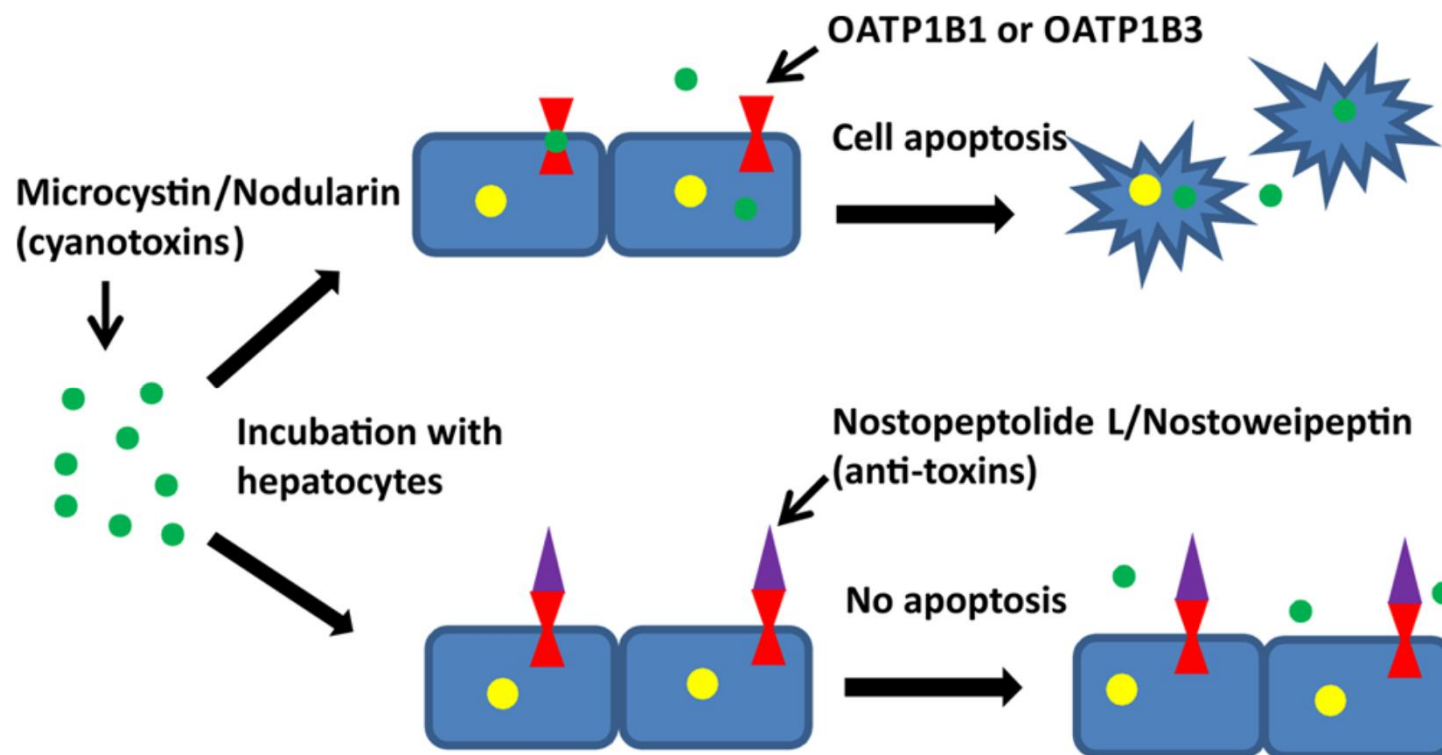 OATP1B1 or OATP1B3
Cell apoptosis
Microcystin/Nodularin
(cyanotoxins)
Incubation with
hepatocytes
Nostopeptolide L/Nostoweipeptin
(anti-toxins)
No apoptosis